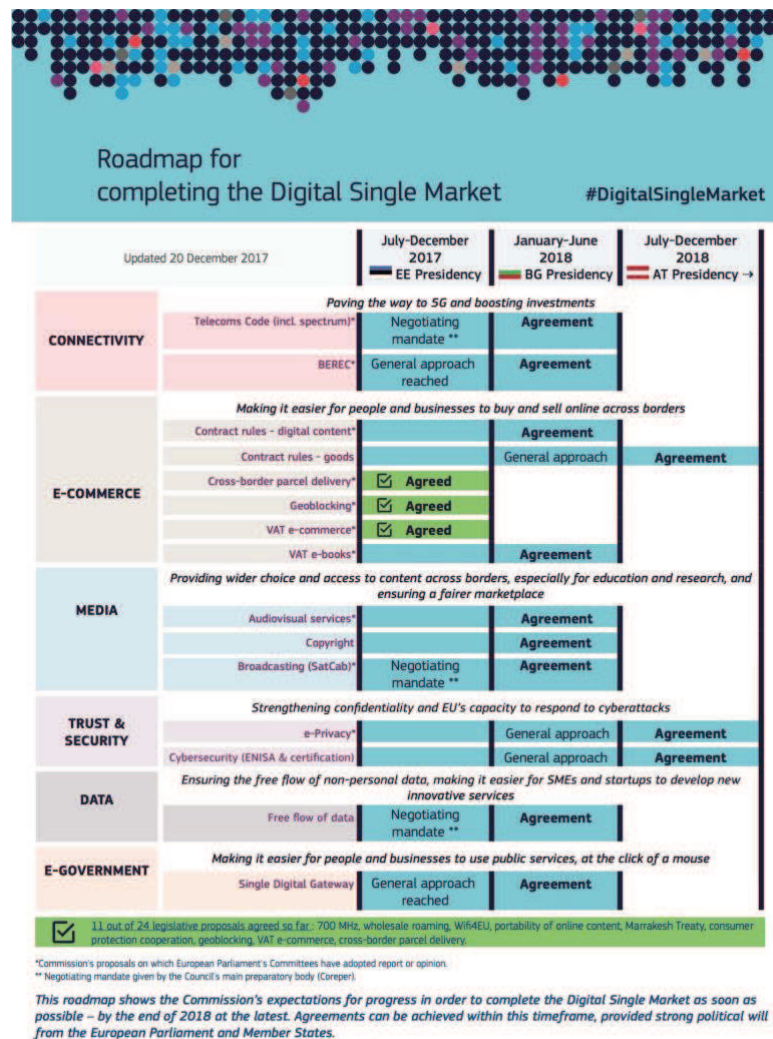 Roadmap for
completing the Digital Single Market
#DigitalSingleMarket
Updated 20 December 2017
July-December
2017
EE Presidency
January-June
2018
BG Presidency
July-December
2018
AT Presidency →
CONNECTIVITY
Paving the way to 5G and boosting investments
Telecoms Code (incl. spectrum)*
Negotiating
mandate **
Agreement
BEREC*
General approach
reached
Agreement
E-COMMERCE
Making it easier for people and businesses to buy and sell online across borders
Contract rules - digital content*
Agreement
Contract rules - goods
General approach
Agreement
Cross-border parcel delivery*
Agreed
Geoblocking*
Agreed
VAT e-commerce*
Agreed
VAT e-books*
Agreement
MEDIA
Providing wider choice and access to content across borders, especially for education and research, and
ensuring a fairer marketplace
Audiovisual services*
Agreement
Copyright
Agreement
Broadcasting (SatCab)*
Negotiating
mandate **
Agreement
TRUST &
SECURITY
Strengthening confidentiality and EU's capacity to respond to cyberattacks
e-Privacy*
General approach
Agreement
Cybersecurity (ENISA & certification)
General approach
Agreement
DATA
Ensuring the free flow of non-personal data, making it easier for SMEs and startups to develop new
innovative services
Free flow of data
Negotiating
mandate **
Agreement
E-GOVERNMENT
Making it easier for people and businesses to use public services, at the click of a mouse
Single Digital Gateway
General approach
reached
Agreement
11 out of 24 legislative proposals agreed so far : 700 MHz, wholesale roaming, Wifi4EU, portability of online content, Marrakesh Treaty, consumer
protection cooperation, geoblocking, VAT e-commerce, cross-border parcel delivery.
*Commission's proposals on which European Parliament's Committees have adopted report or opinion.
** Negotiating mandate given by the Council's main preparatory body (Coreper).
This roadmap shows the Commission's expectations for progress in order to complete the Digital Single Market as soon as
possible – by the end of 2018 at the latest. Agreements can be achieved within this timeframe, provided strong political will
from the European Parliament and Member States.